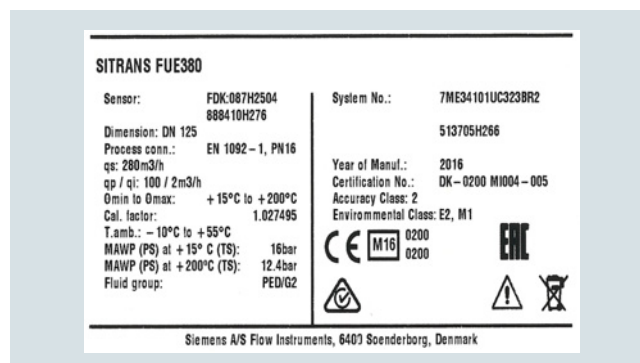 SITRANS FUE380
Sensor: FDK:087H2504
888410H276
Dimension: DN 125
Process conn.: EN 1092-1, PN16
qs: 280m3/h
qp / qi: 100 / 2m3/h
Θmin to Θmax: +15°C to +200°C
Cal. factor: 1.027495
T.amb.: -10°C to +55°C
MAWP (PS) at +15° C (TS): 16bar
MAWP (PS) at +200°C (TS): 12.4bar
Fluid group: PED/G2
System No.: 7ME34101UC323BR2
513705H266
Year of Manuf.: 2016
Certification No.: DK-0200 MI004-005
Accuracy Class: 2
Environmental Class: E2, M1
CE M16 0200
0200
EAC
Siemens A/S Flow Instruments, 6400 Soenderborg, Denmark